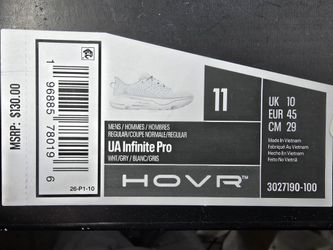 MSRP: $130.00
1 96885 78019 6
26-P1-10
11
MENS / HOMMES / HOMBRES
REGULAR/COUPE NORMALE/REGULAR
UA Infinite Pro
WHT/GRY / BLANC/GRIS
HOVR™
UK 10
EUR 45
CM 29
Made In Vietnam
Fabriqué Au Vietnam
Hecho En Vietnam
Feito No Vietnã
3027190-100